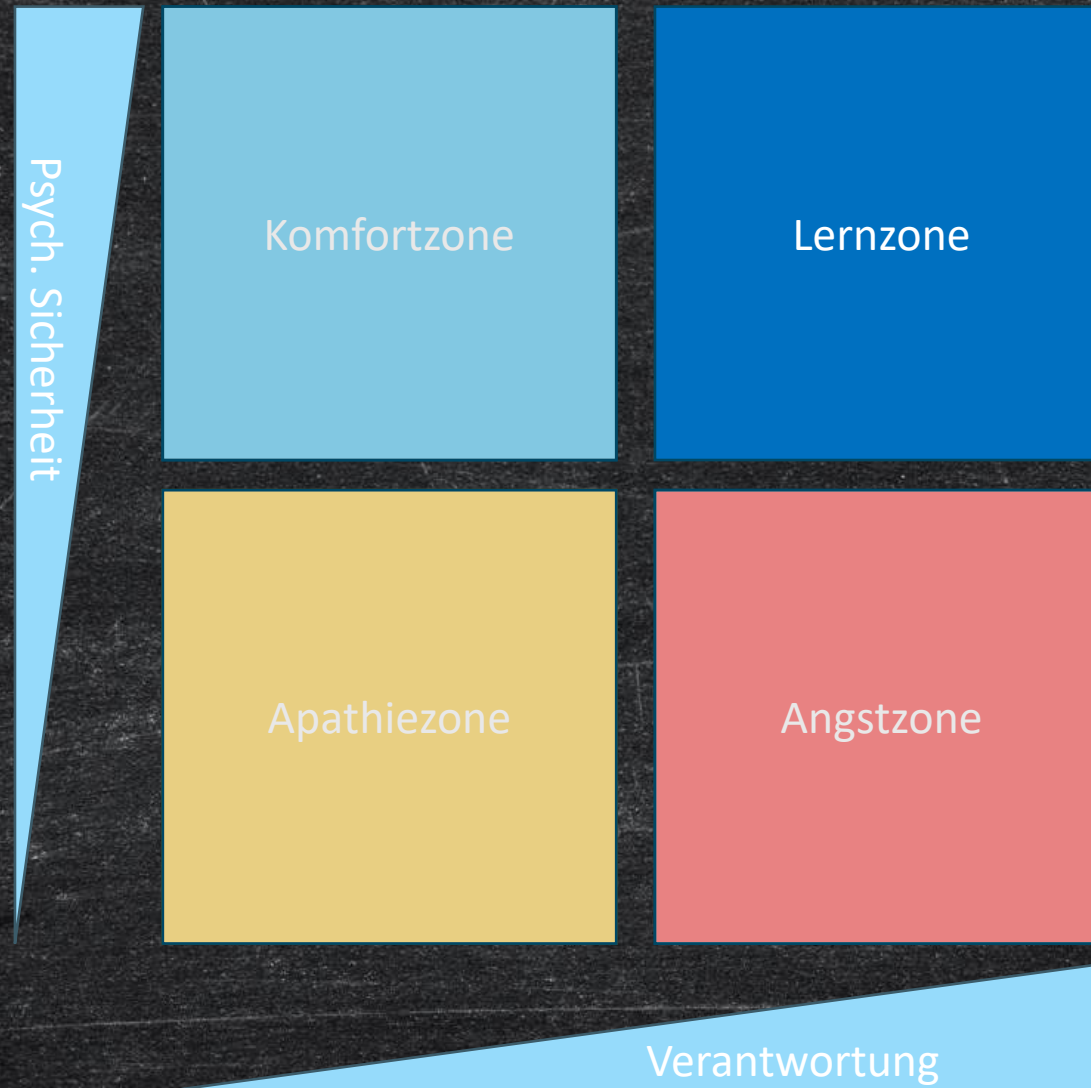 Psych. Sicherheit
Komfortzone
Lernzone
Apathiezone
Angstzone
Verantwortung